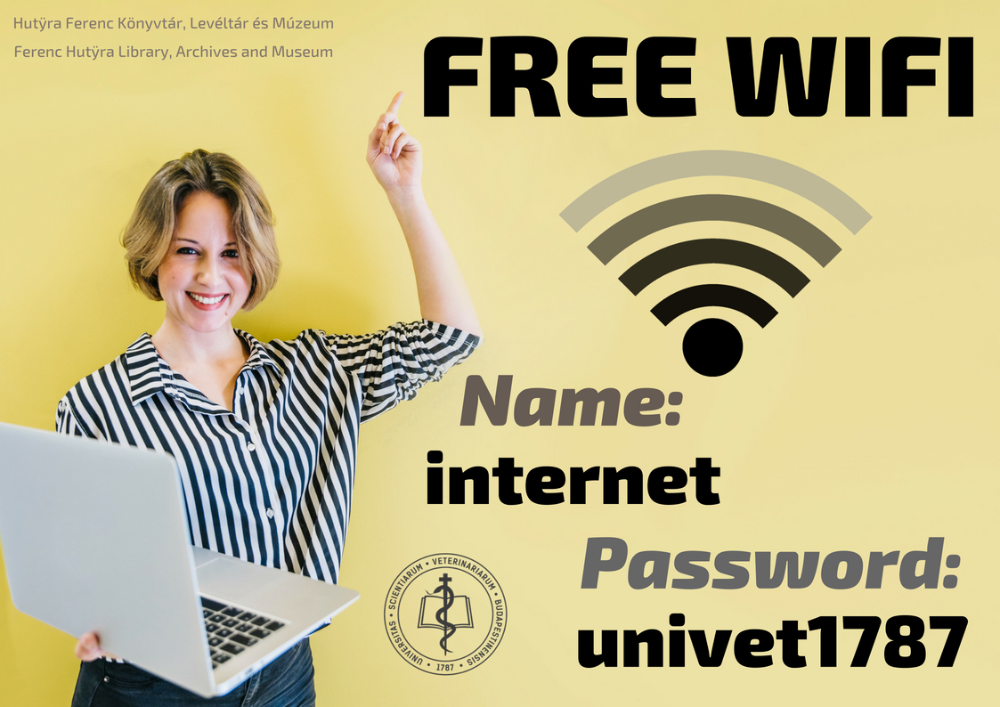 Hutÿra Ferenc Könyvtár, Levéltár és Múzeum
Ferenc Hutÿra Library, Archives and Museum
FREE WIFI
Name:
internet
Password:
univet1787
UNIVERSITAS • SCIENTIARUM • VETERINARIARUM • BUDAPESTINENSIS • 1787 •